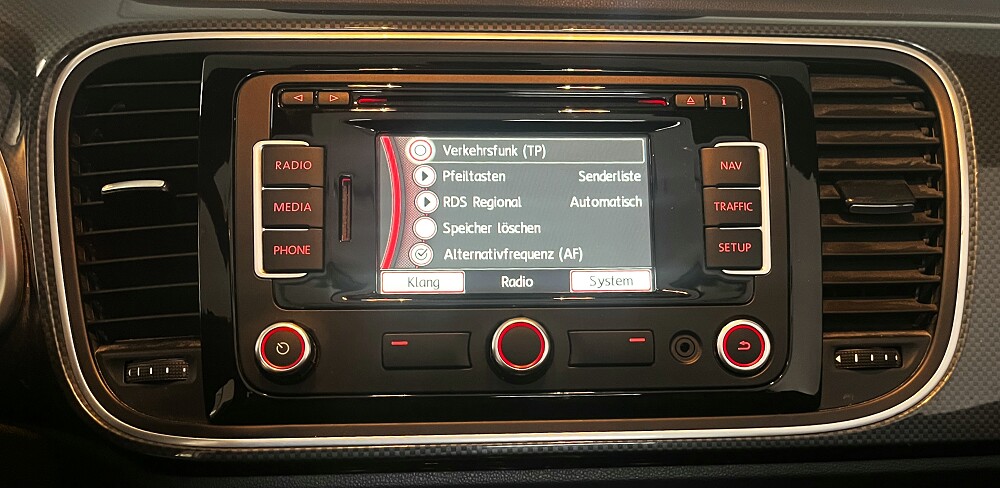 RADIO
MEDIA
PHONE
Verkehrsfunk (TP)
Pfeiltasten Senderliste
RDS Regional Automatisch
Speicher löschen
Alternativfrequenz (AF)
Klang Radio System
NAV
TRAFFIC
SETUP